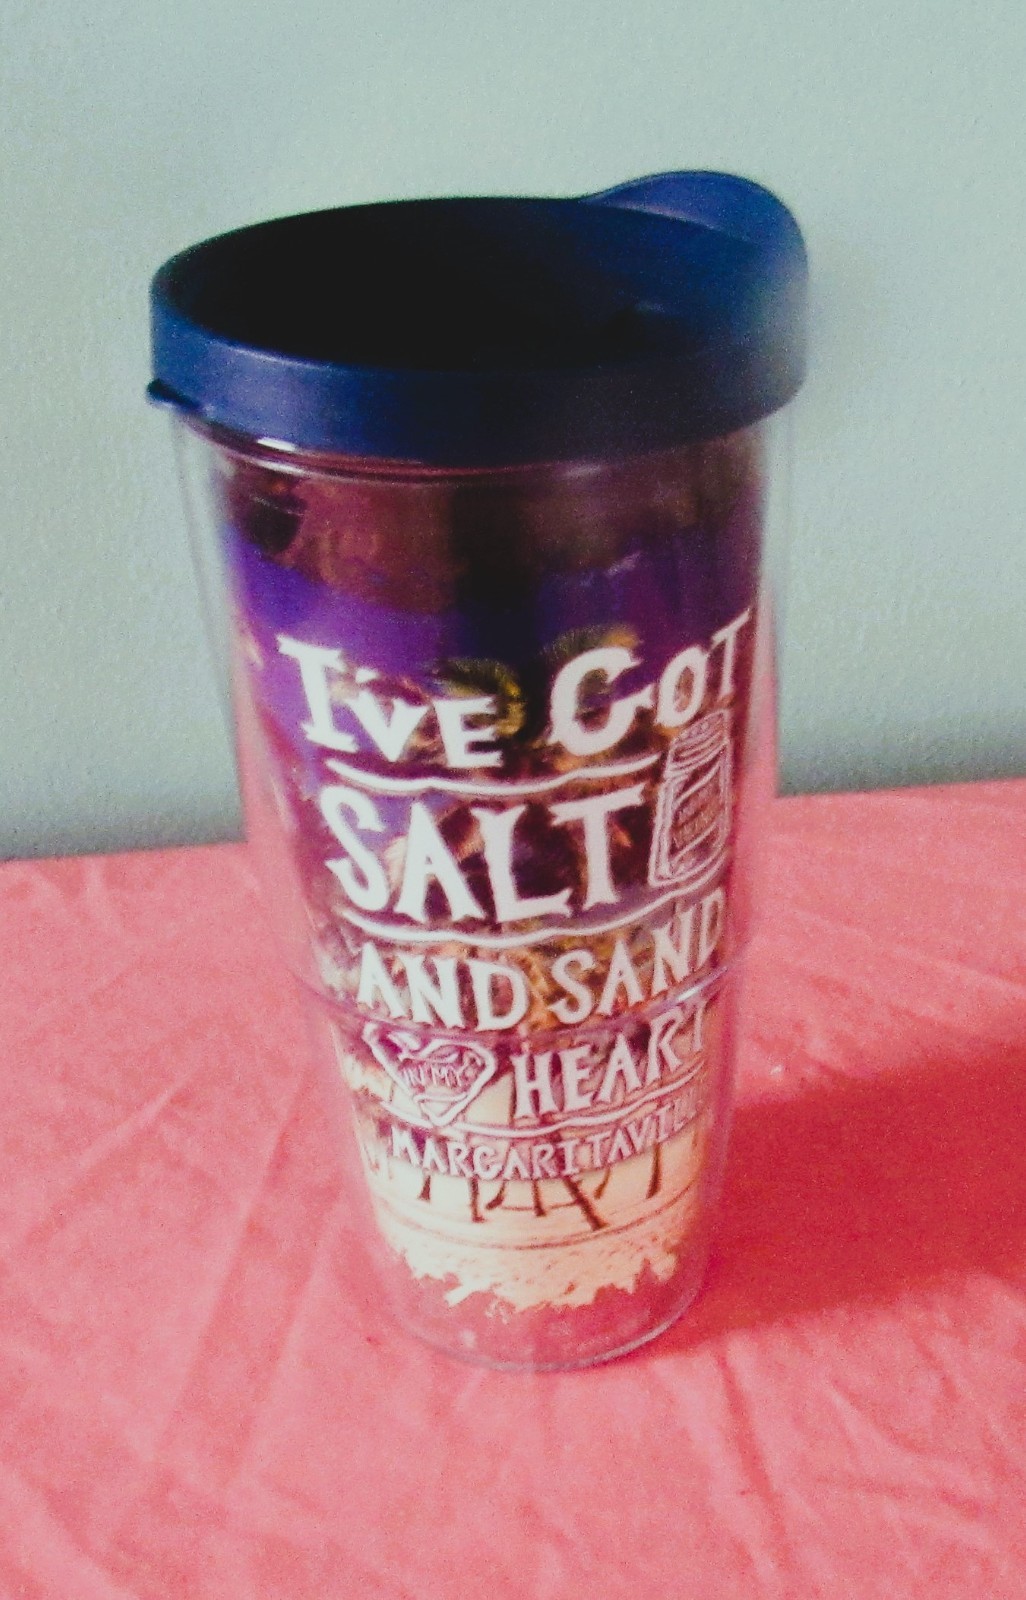 I'VE GOT
SALT
AND SAND
IN MY HEART
MARGARITAVILLE